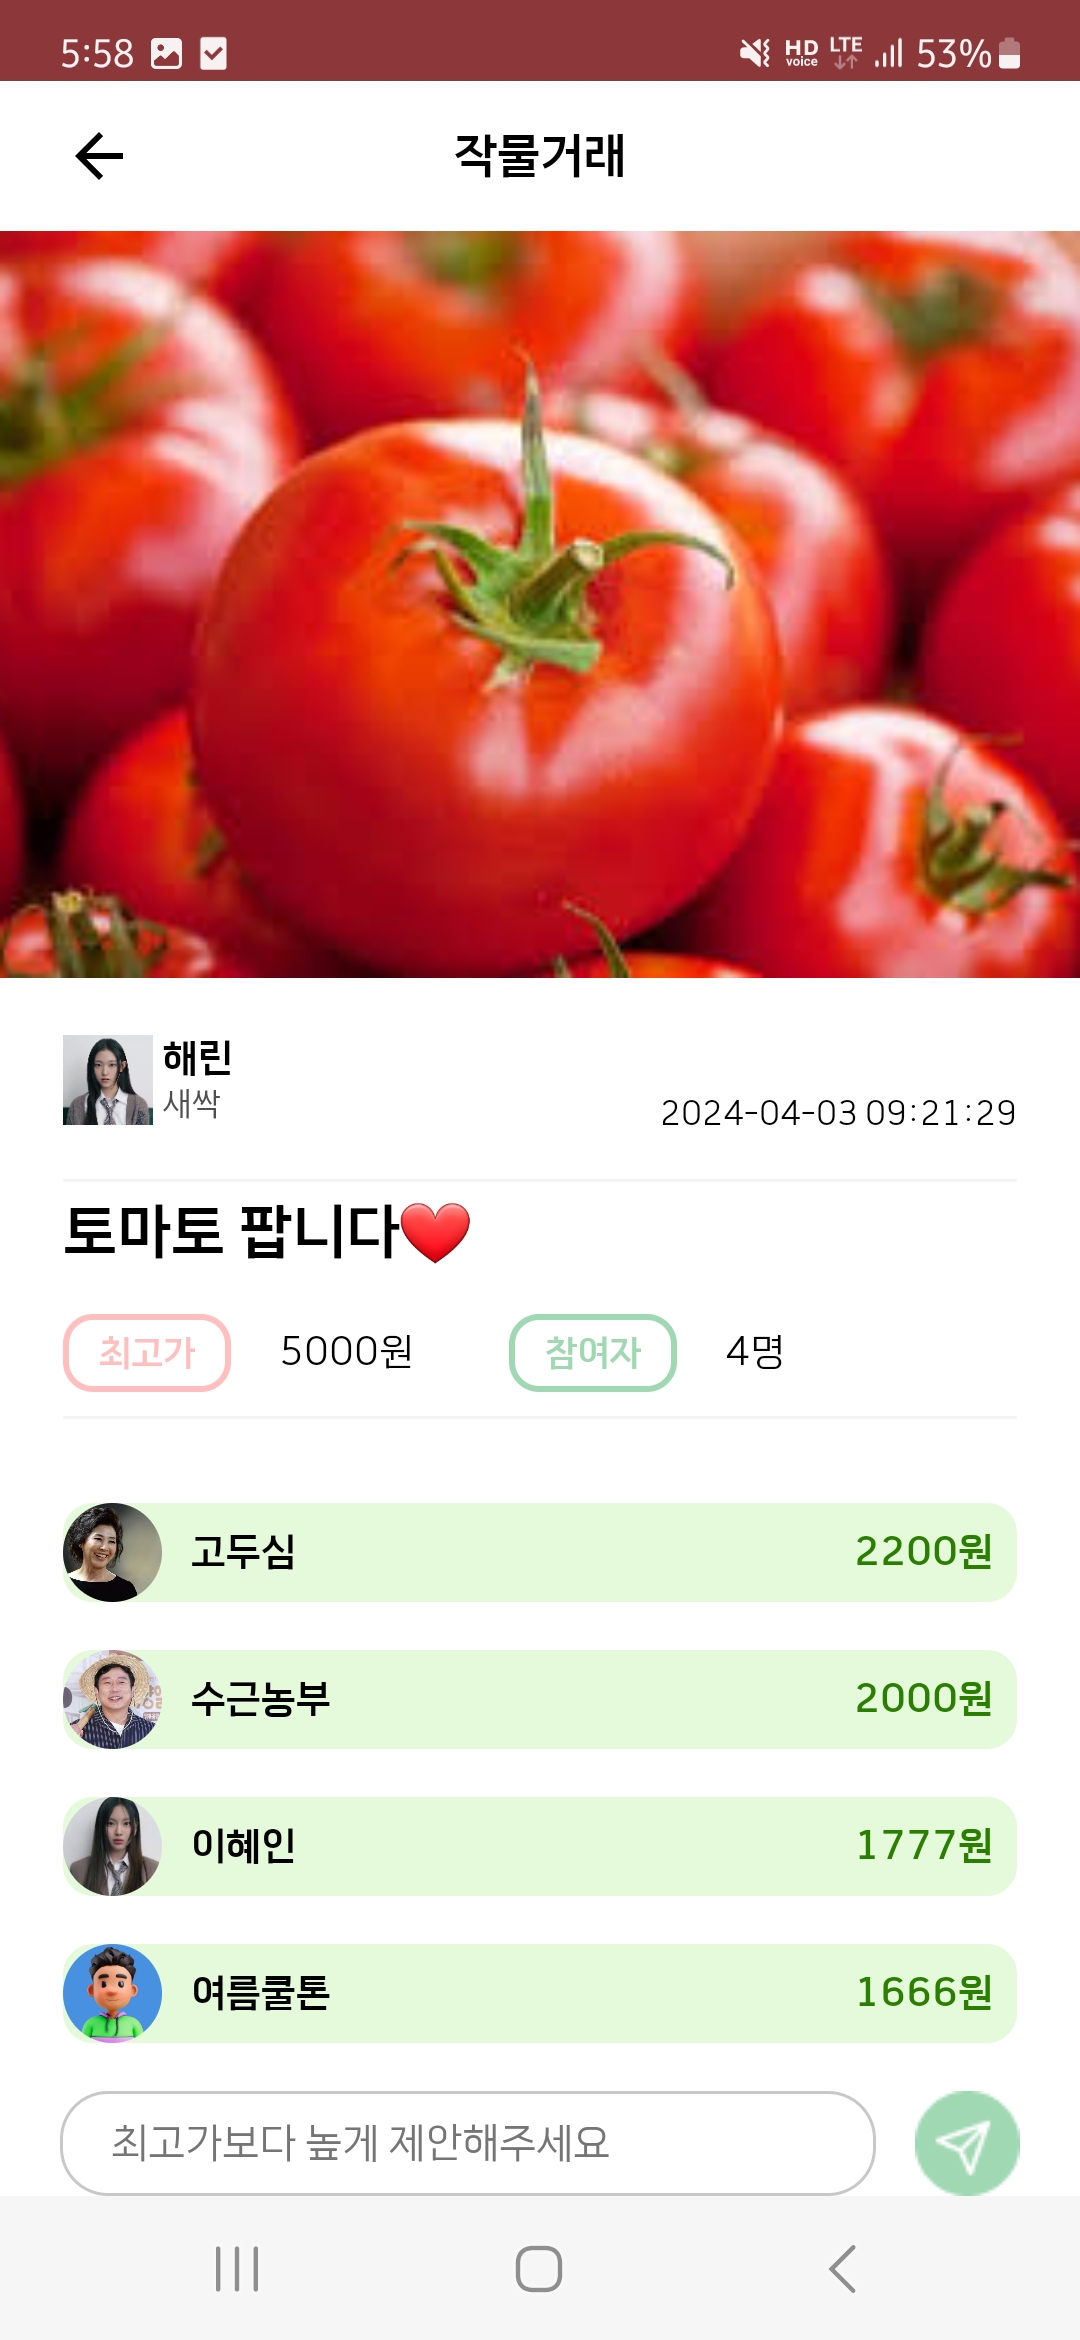 5:58 HD voice LTE 53%
작물거래
해린
새싹
2024-04-03 09:21:29
토마토 팝니다❤️
최고가 5000원 참여자 4명
고두심 2200원
수근농부 2000원
이혜인 1777원
여름쿨톤 1666원
최고가보다 높게 제안해주세요